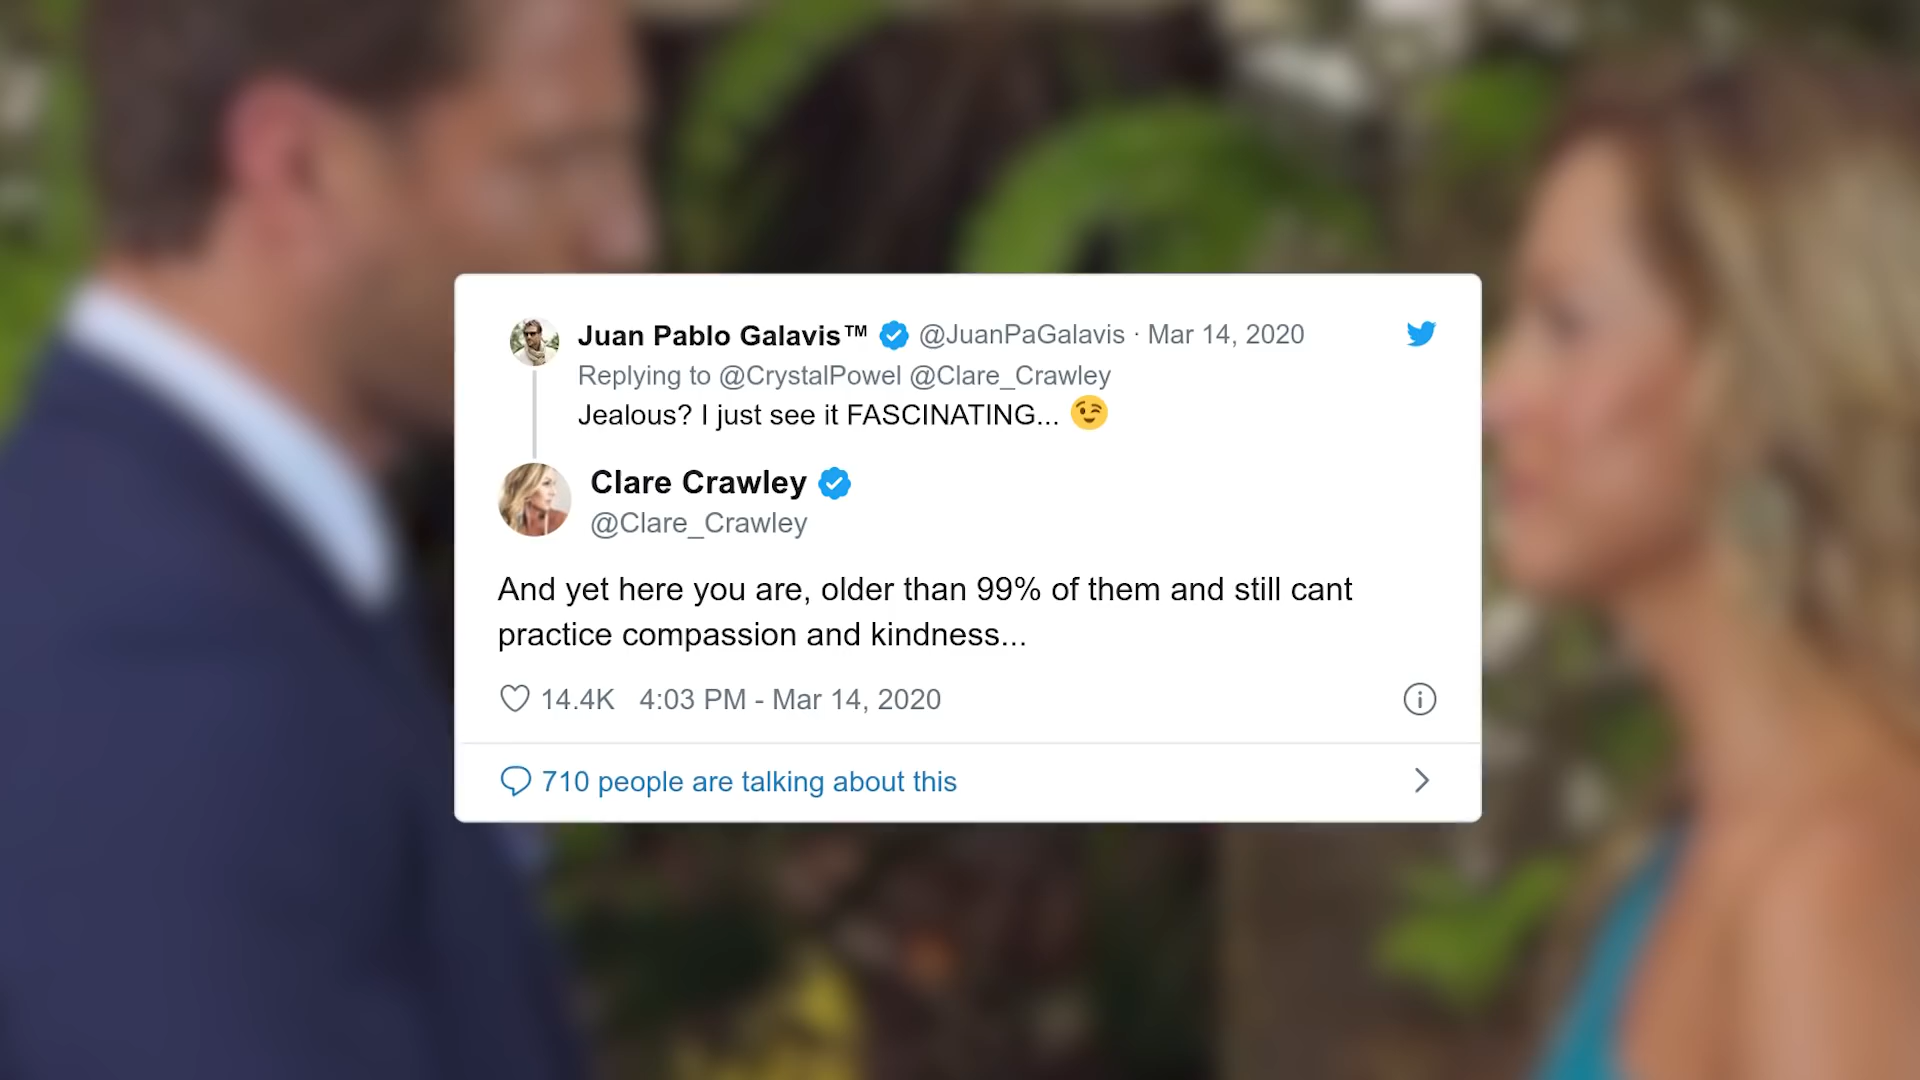 Juan Pablo Galavis™ @JuanPaGalavis · Mar 14, 2020
Replying to @CrystalPowel @Clare_Crawley
Jealous? I just see it FASCINATING... 😉
Clare Crawley
@Clare_Crawley
And yet here you are, older than 99% of them and still cant
practice compassion and kindness...
14.4K 4:03 PM - Mar 14, 2020
710 people are talking about this